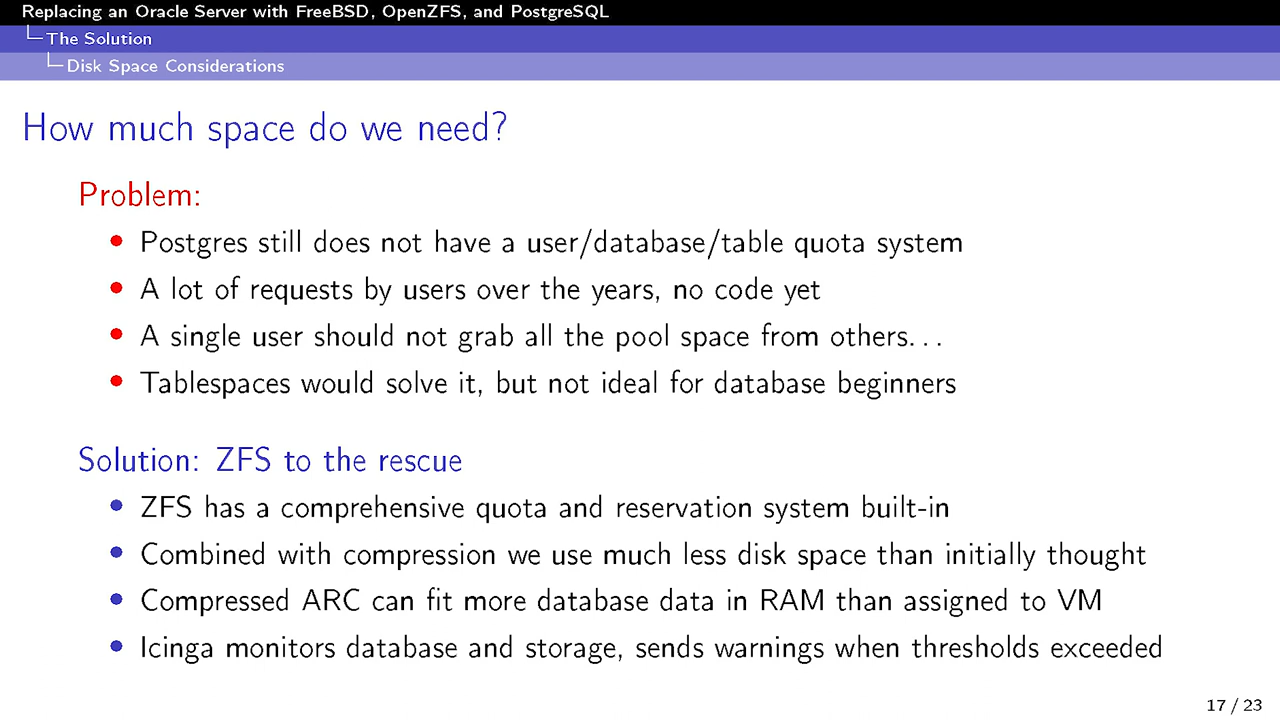 Replacing an Oracle Server with FreeBSD, OpenZFS, and PostgreSQL
The Solution
Disk Space Considerations
How much space do we need?
Problem:
• Postgres still does not have a user/database/table quota system
• A lot of requests by users over the years, no code yet
• A single user should not grab all the pool space from others...
• Tablespaces would solve it, but not ideal for database beginners
Solution: ZFS to the rescue
• ZFS has a comprehensive quota and reservation system built-in
• Combined with compression we use much less disk space than initially thought
• Compressed ARC can fit more database data in RAM than assigned to VM
• Icinga monitors database and storage, sends warnings when thresholds exceeded
17 / 23